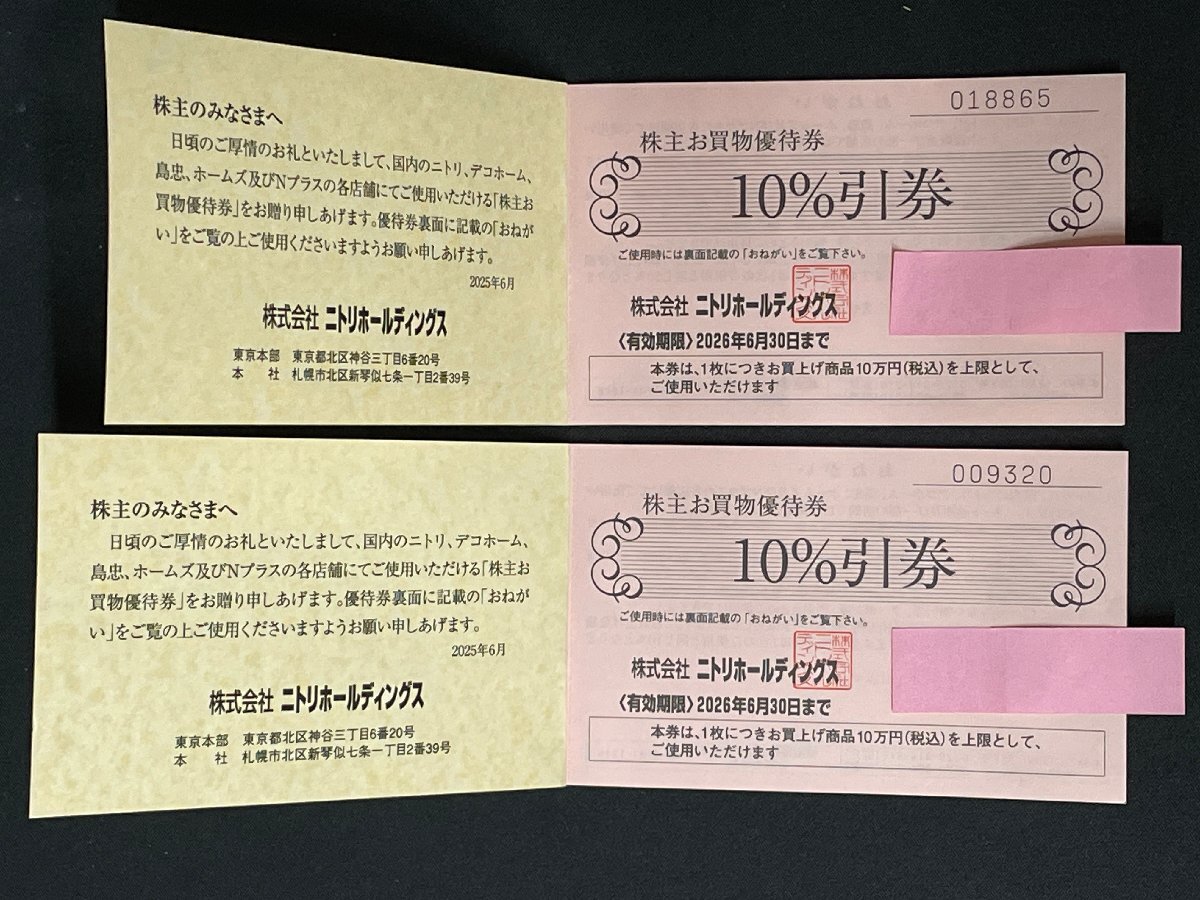 株主のみなさまへ
日頃のご厚情のお礼といたしまして、国内のニトリ、デコホーム、
島忠、ホームズ及びNプラスの各店舗にてご使用いただける「株主お
買物優待券」をお贈り申しあげます。優待券裏面に記載の「おねが
い」をご覧の上ご使用くださいますようお願い申しあげます。
2025年6月
株式会社 ニトリホールディングス
東京本部 東京都北区神谷三丁目6番20号
本 社 札幌市北区新琴似七条一丁目2番39号
018865
株主お買物優待券
10%引券
ご使用時には裏面記載の「おねがい」をご覧下さい。
株式会社 ニトリホールディングス
〈有効期限〉2026年6月30日まで
本券は、1枚につきお買上げ商品10万円(税込)を上限として、
ご使用いただけます
株主のみなさまへ
日頃のご厚情のお礼といたしまして、国内のニトリ、デコホーム、
島忠、ホームズ及びNプラスの各店舗にてご使用いただける「株主お
買物優待券」をお贈り申しあげます。優待券裏面に記載の「おねが
い」をご覧の上ご使用くださいますようお願い申しあげます。
2025年6月
株式会社 ニトリホールディングス
東京本部 東京都北区神谷三丁目6番20号
本 社 札幌市北区新琴似七条一丁目2番39号
009320
株主お買物優待券
10%引券
ご使用時には裏面記載の「おねがい」をご覧下さい。
株式会社 ニトリホールディングス
〈有効期限〉2026年6月30日まで
本券は、1枚につきお買上げ商品10万円(税込)を上限として、
ご使用いただけます